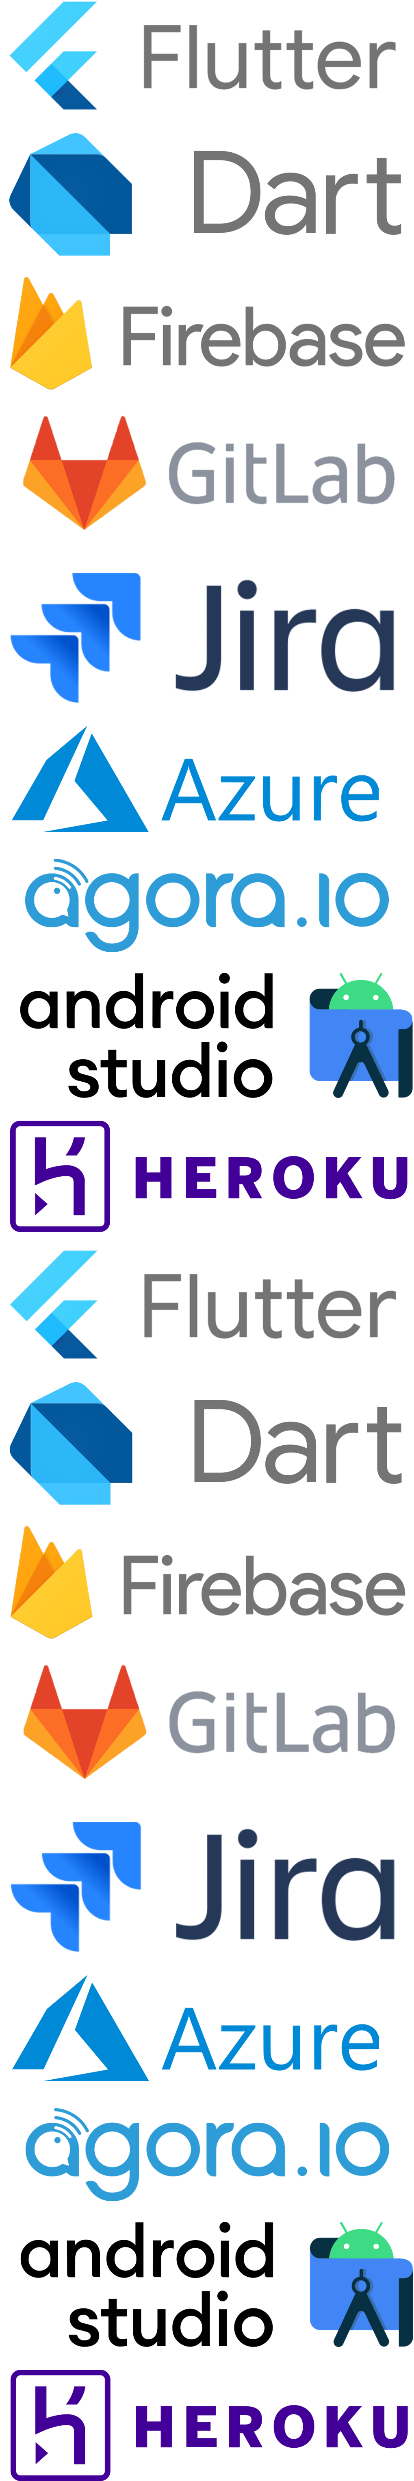 Flutter
Dart
Firebase
GitLab
Jira
Azure
agora.io
android
studio
HEROKU
Flutter
Dart
Firebase
GitLab
Jira
Azure
agora.io
android
studio
HEROKU